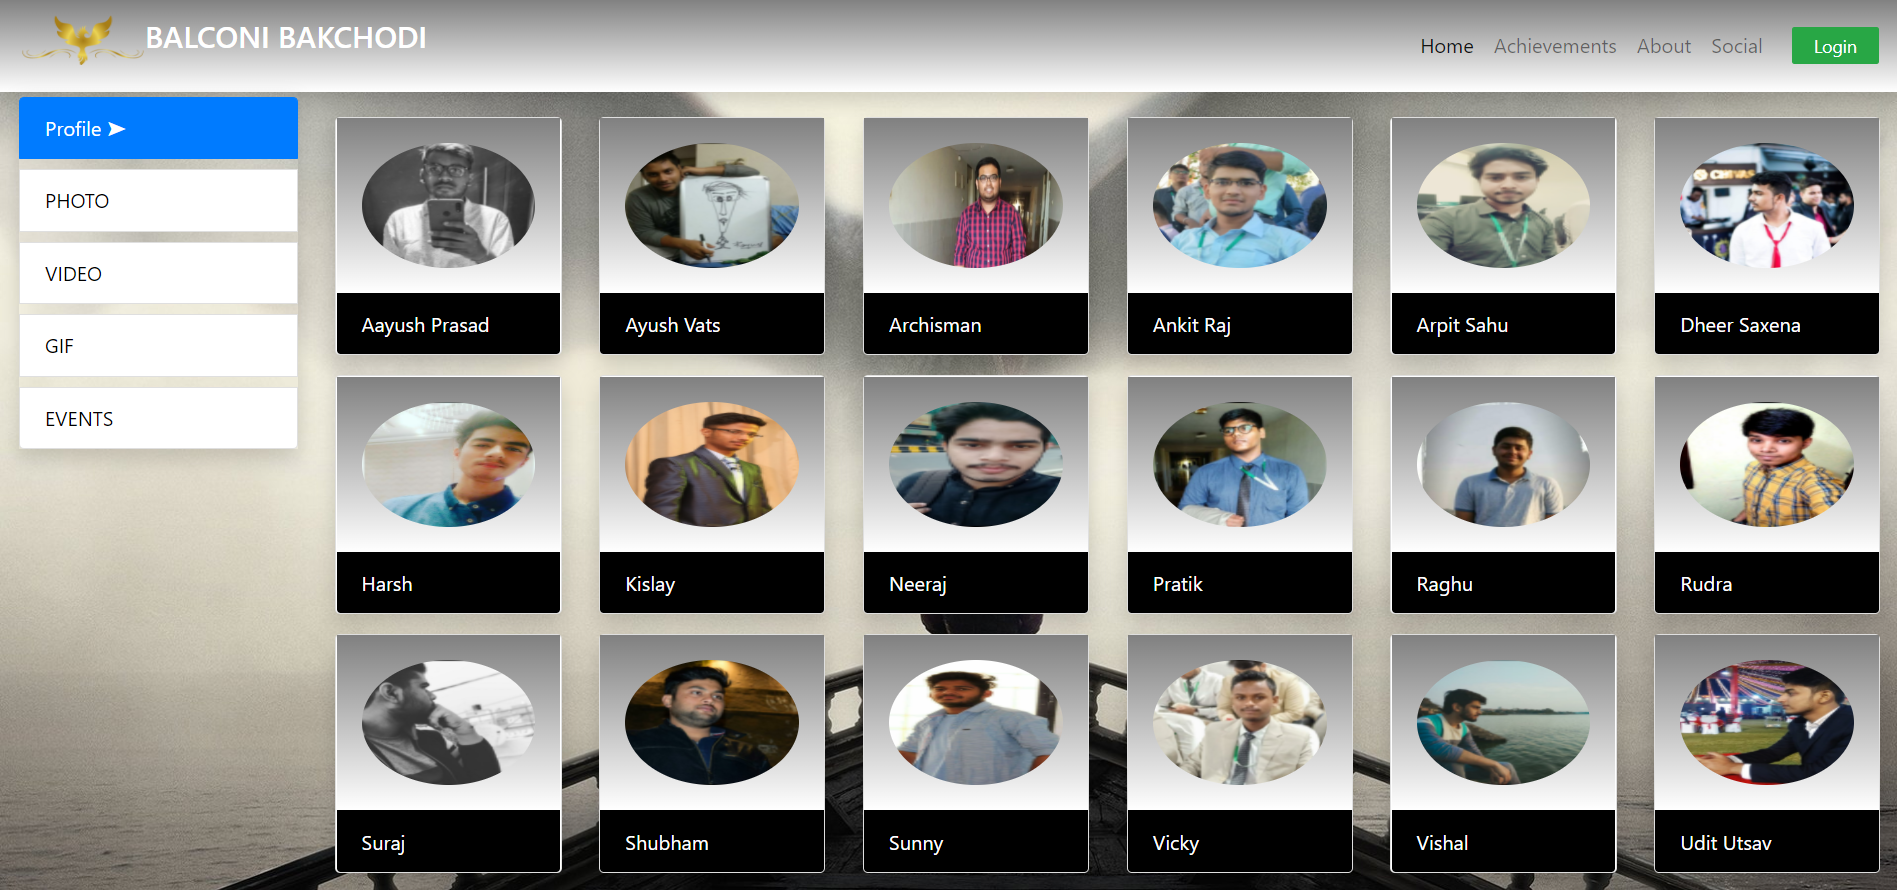 BALCONI BAKCHODI
Home Achievements About Social Login
Profile ➤
PHOTO
VIDEO
GIF
EVENTS
Aayush Prasad
Ayush Vats
Archisman
Ankit Raj
Arpit Sahu
Dheer Saxena
Harsh
Kislay
Neeraj
Pratik
Raghu
Rudra
Suraj
Shubham
Sunny
Vicky
Vishal
Udit Utsav